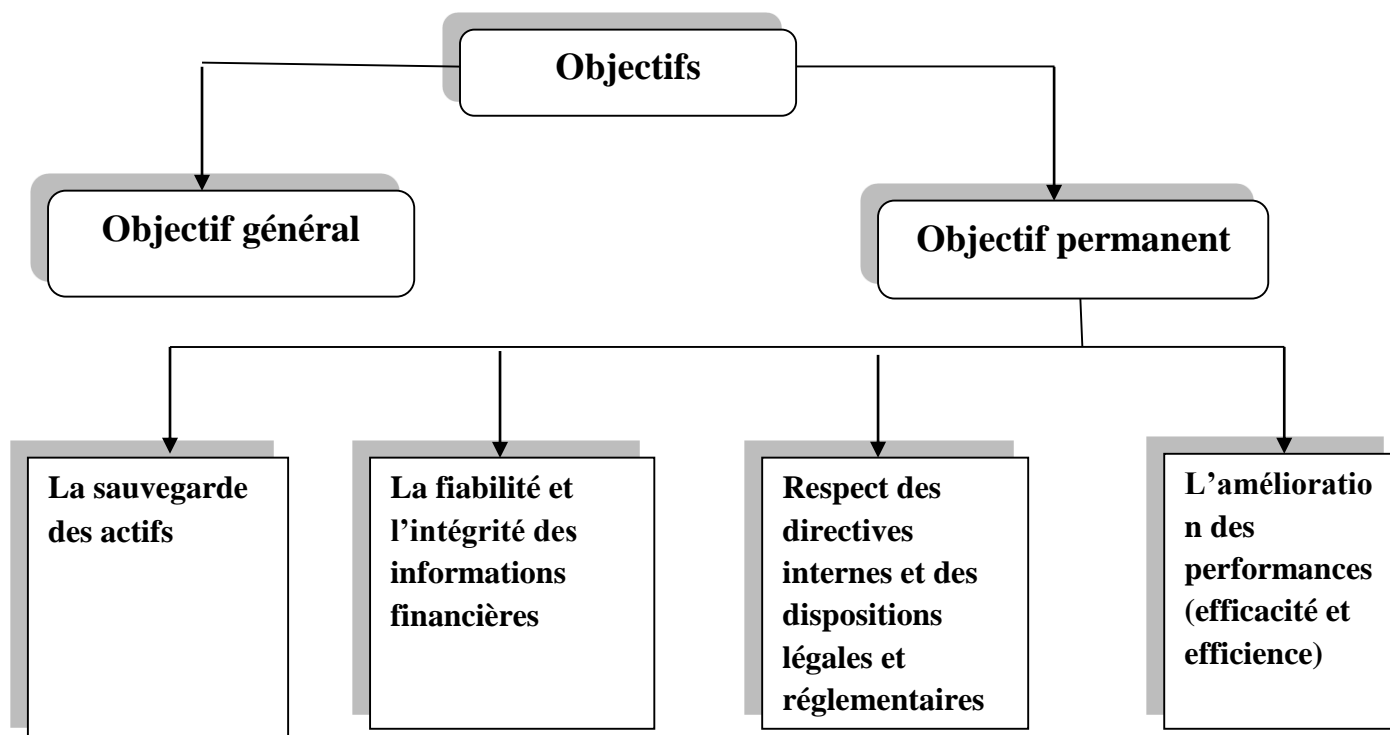 Objectifs
Objectif général
Objectif permanent
La sauvegarde
des actifs
La fiabilité et
l’intégrité des
informations
financières
Respect des
directives
internes et des
dispositions
légales et
réglementaires
L’amélioratio
n des
performances
(efficacité et
efficience)